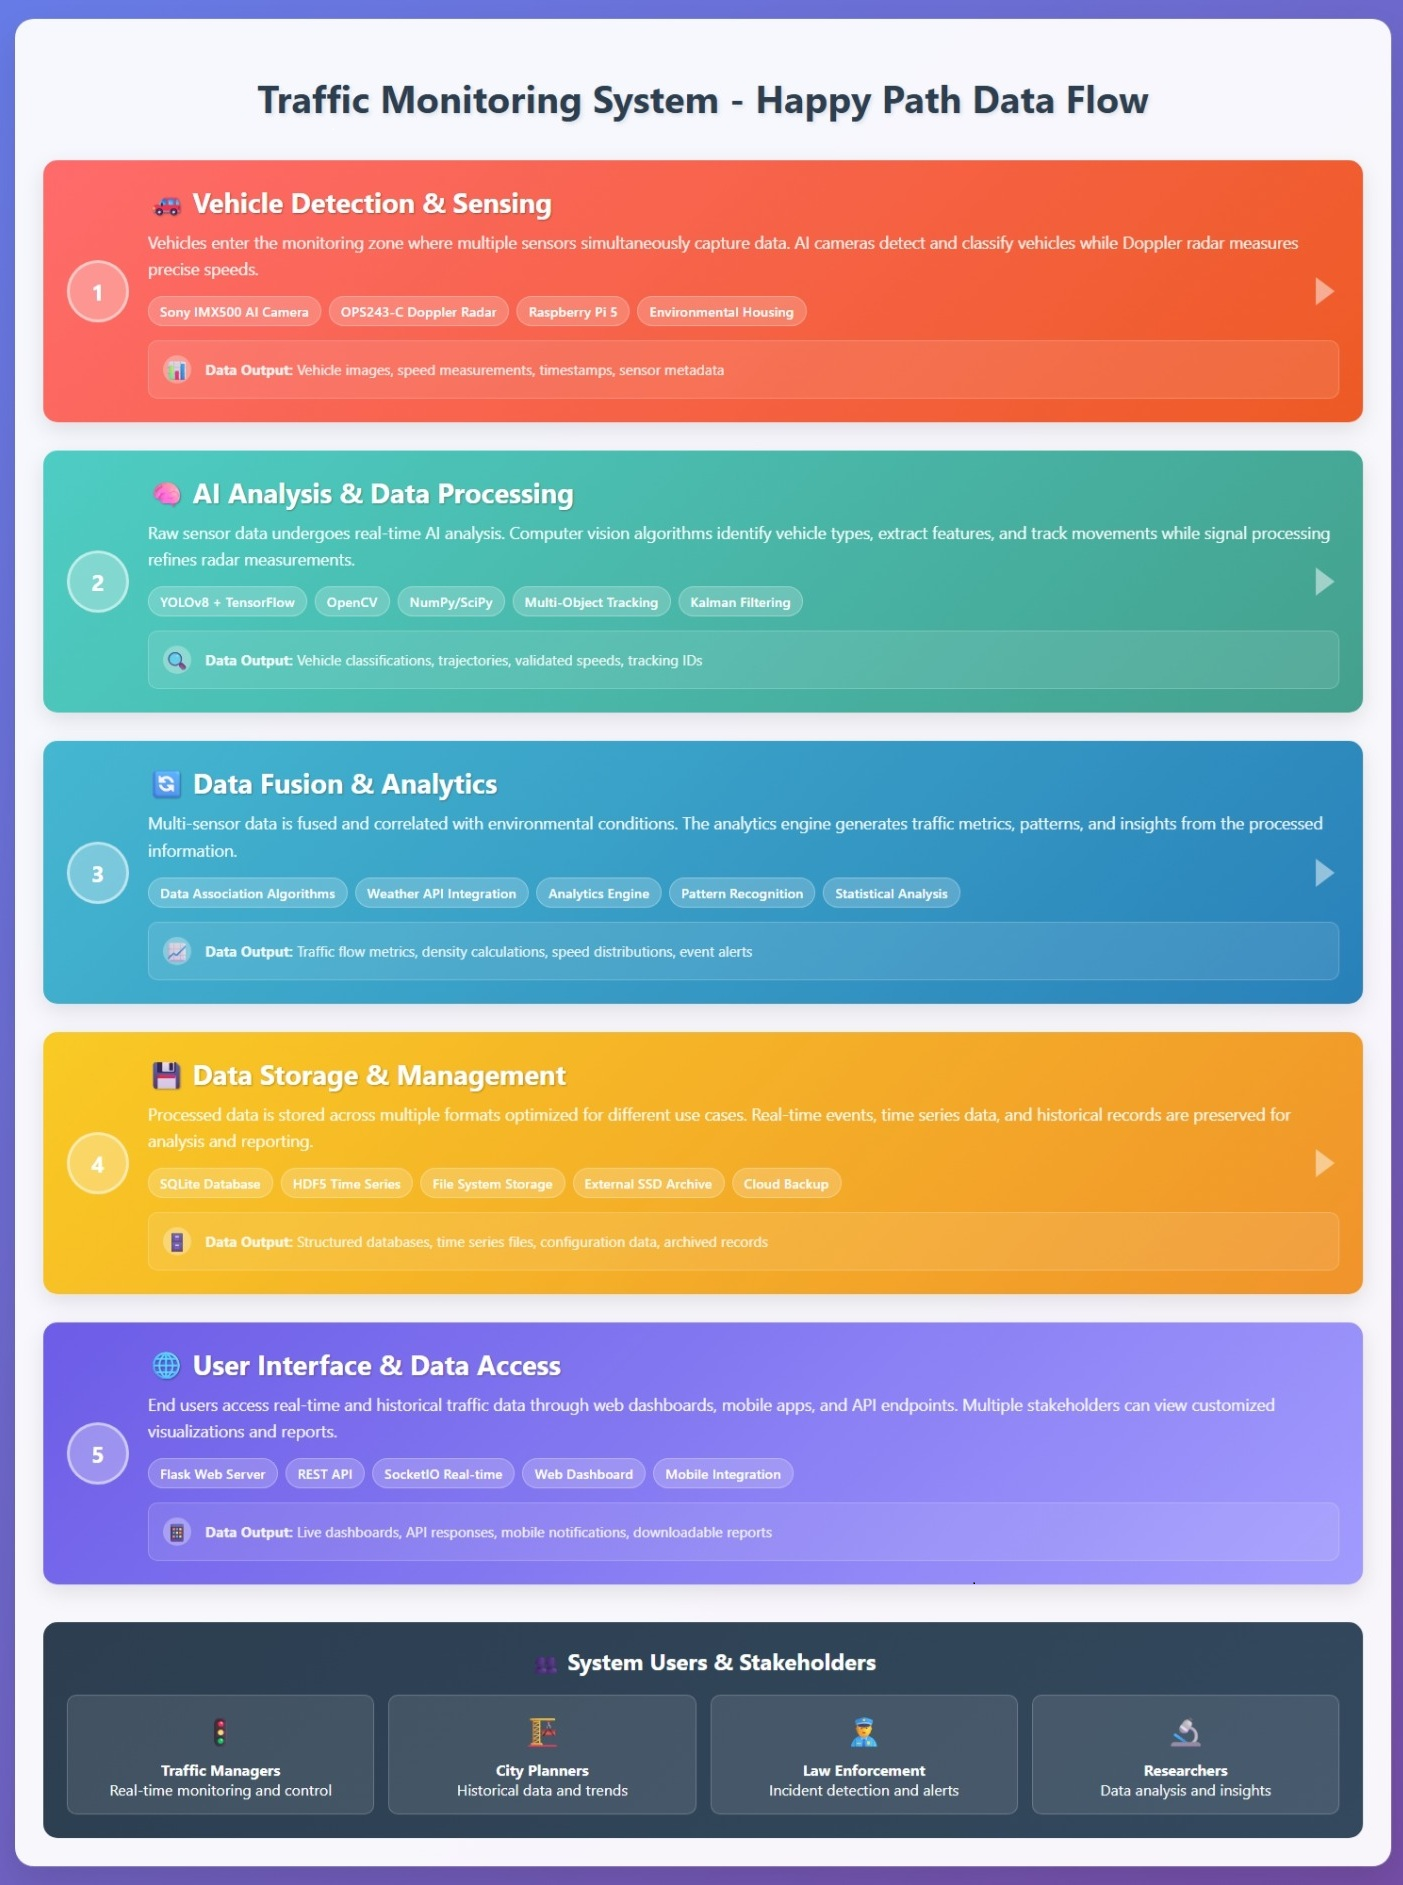 Traffic Monitoring System - Happy Path Data Flow
Vehicle Detection & Sensing
Vehicles enter the monitoring zone where multiple sensors simultaneously capture data. AI cameras detect and classify vehicles while Doppler radar measures
precise speeds.
1
Sony IMX500 AI Camera
OPS243-C Doppler Radar
Raspberry Pi 5
Environmental Housing
Data Output: Vehicle images, speed measurements, timestamps, sensor metadata
AI Analysis & Data Processing
Raw sensor data undergoes real-time AI analysis. Computer vision algorithms identify vehicle types, extract features, and track movements while signal processing
refines radar measurements.
2
YOLOv8 + TensorFlow
OpenCV
NumPy/SciPy
Multi-Object Tracking
Kalman Filtering
Data Output: Vehicle classifications, trajectories, validated speeds, tracking IDs
Data Fusion & Analytics
Multi-sensor data is fused and correlated with environmental conditions. The analytics engine generates traffic metrics, patterns, and insights from the processed
information.
3
Data Association Algorithms
Weather API Integration
Analytics Engine
Pattern Recognition
Statistical Analysis
Data Output: Traffic flow metrics, density calculations, speed distributions, event alerts
Data Storage & Management
Processed data is stored across multiple formats optimized for different use cases. Real-time events, time series data, and historical records are preserved for
analysis and reporting.
4
SQLite Database
HDF5 Time Series
File System Storage
External SSD Archive
Cloud Backup
Data Output: Structured databases, time series files, configuration data, archived records
User Interface & Data Access
End users access real-time and historical traffic data through web dashboards, mobile apps, and API endpoints. Multiple stakeholders can view customized
visualizations and reports.
5
Flask Web Server
REST API
SocketIO Real-time
Web Dashboard
Mobile Integration
Data Output: Live dashboards, API responses, mobile notifications, downloadable reports
System Users & Stakeholders
Traffic Managers
Real-time monitoring and control
City Planners
Historical data and trends
Law Enforcement
Incident detection and alerts
Researchers
Data analysis and insights